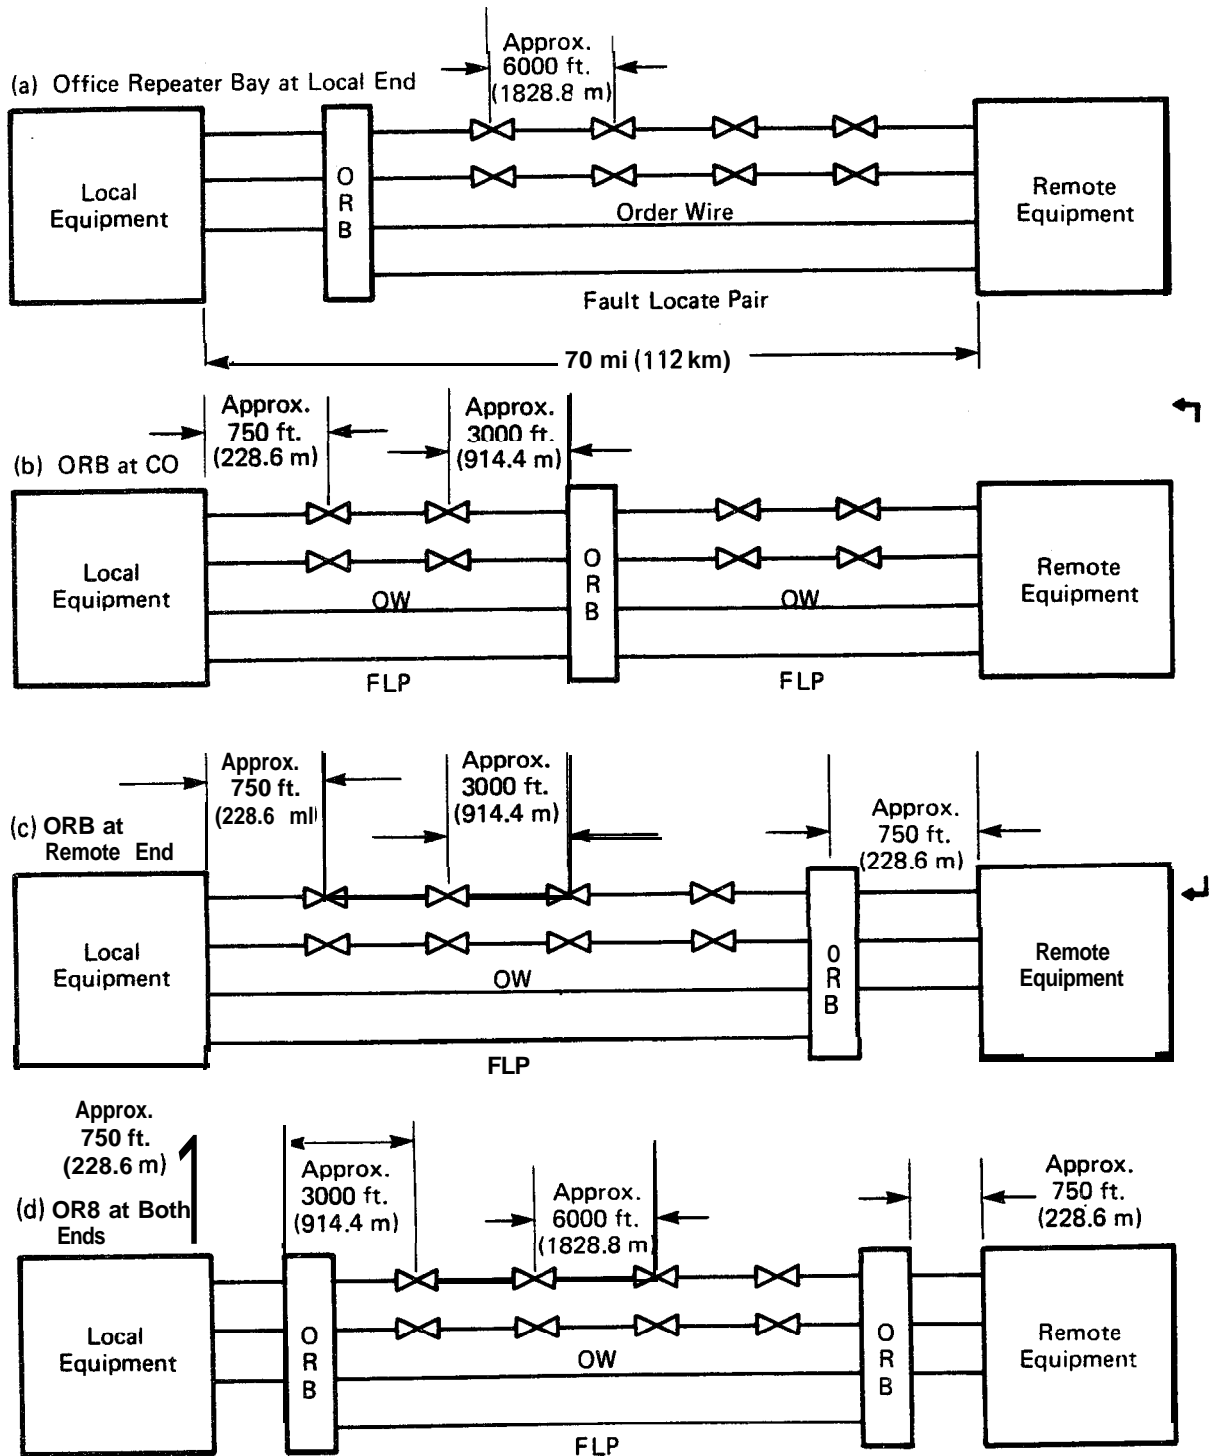 (a) Office Repeater Bay at Local End
Approx.
6000 ft.
(1828.8 m)
Local
Equipment
O
R
B
Order Wire
Fault Locate Pair
Remote
Equipment
70 mi (112 km)
(b) ORB at CO
Approx.
750 ft.
(228.6 m)
Approx.
3000 ft.
(914.4 m)
Local
Equipment
OW
FLP
O
R
B
OW
FLP
Remote
Equipment
(c) ORB at
Remote End
Approx.
750 ft.
(228.6 ml
Approx.
3000 ft.
(914.4 m)
Approx.
750 ft.
(228.6 m)
Local
Equipment
OW
FLP
O
R
B
Remote
Equipment
Approx.
750 ft.
(228.6 m)
(d) OR8 at Both
Ends
Approx.
3000 ft.
(914.4 m)
Approx.
6000 ft.
(1828.8 m)
Approx.
750 ft.
(228.6 m)
Local
Equipment
O
R
B
OW
FLP
O
R
B
Remote
Equipment